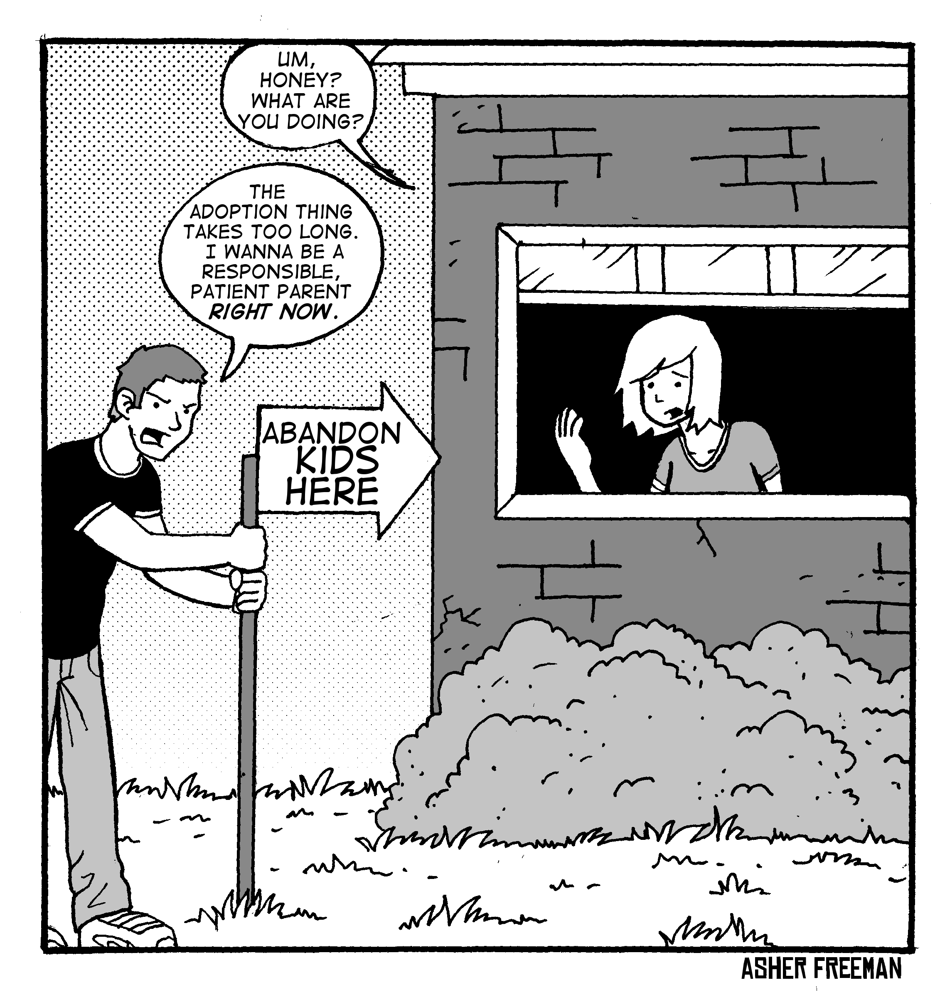 UM,
HONEY?
WHAT ARE
YOU DOING?
THE
ADOPTION THING
TAKES TOO LONG.
I WANNA BE A
RESPONSIBLE,
PATIENT PARENT
RIGHT NOW.
ABANDON
KIDS
HERE
ASHER FREEMAN